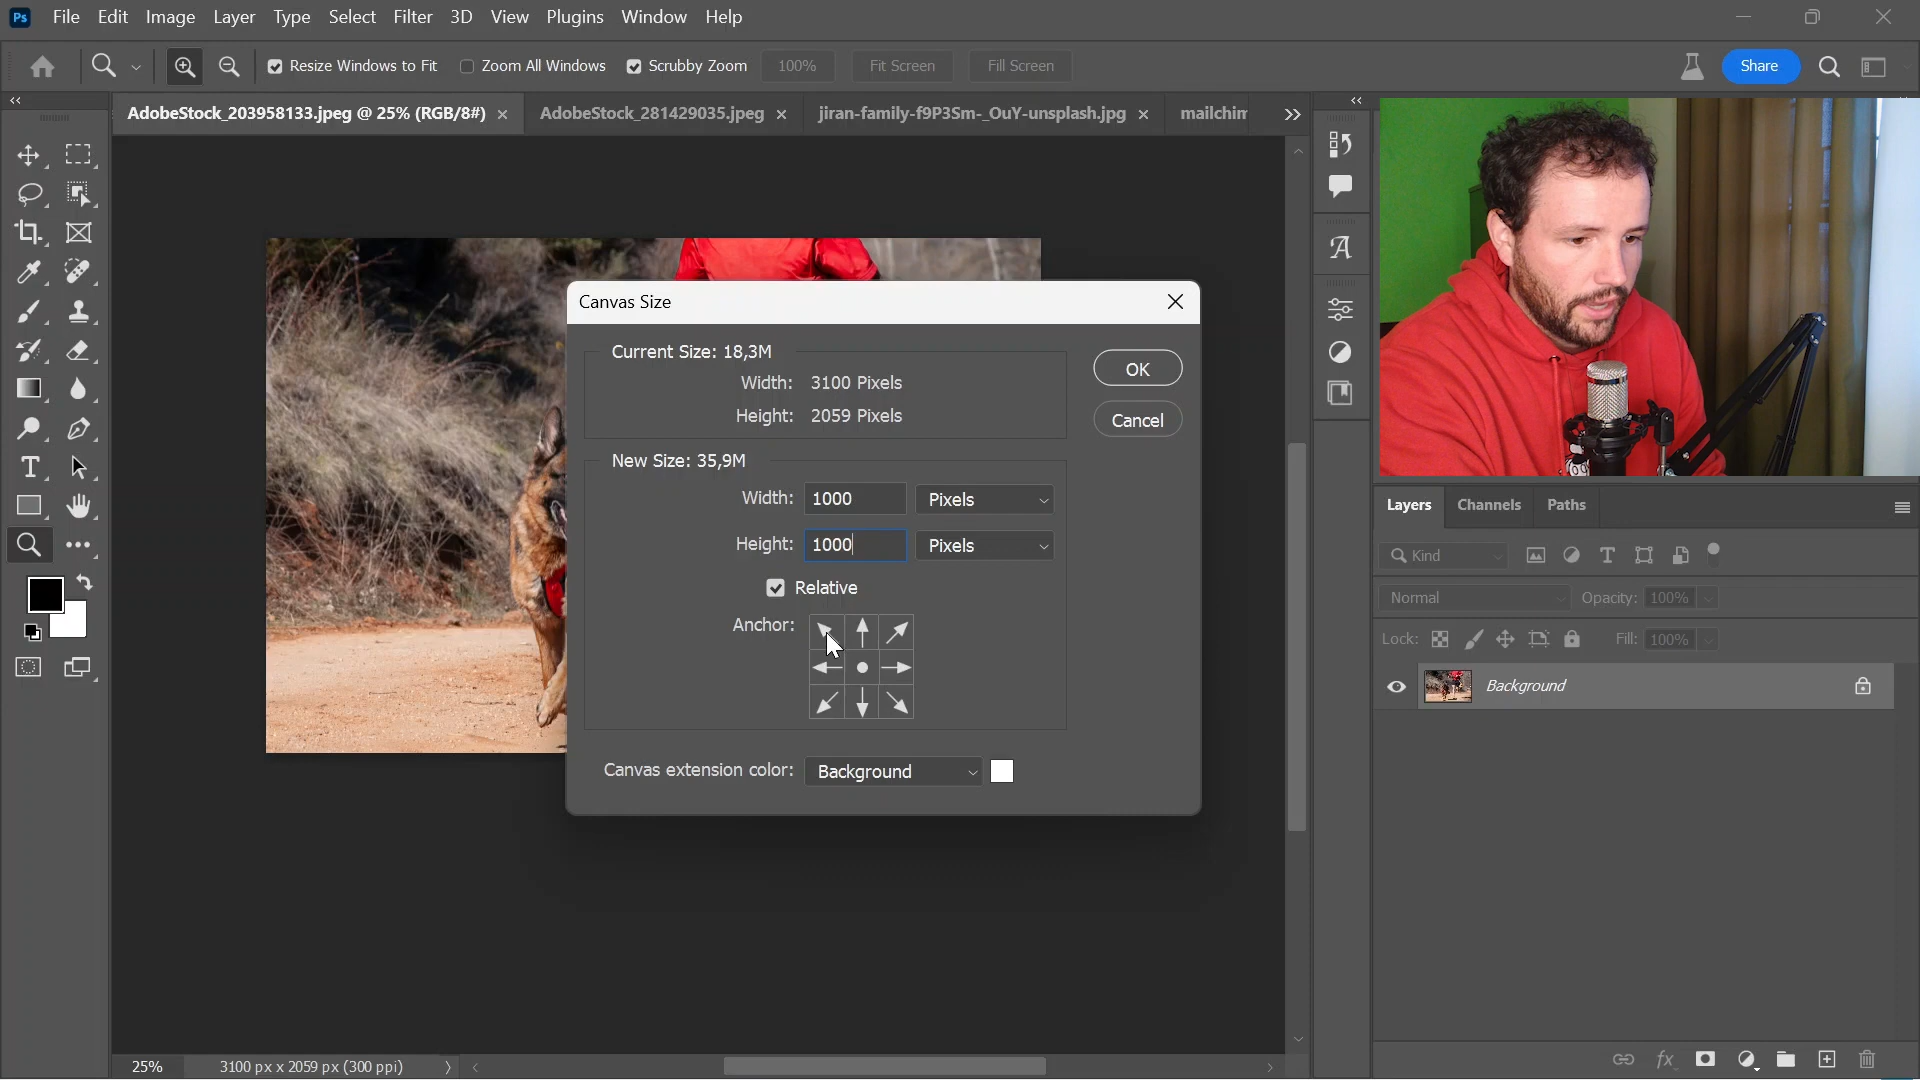 Ps File Edit Image Layer Type Select Filter 3D View Plugins Window Help
Resize Windows to Fit Zoom All Windows Scrubby Zoom 100% Fit Screen Fill Screen Share
AdobeStock_203958133.jpeg @ 25% (RGB/8#) × AdobeStock_281429035.jpeg × jiran-family-f9P3Sm-_OuY-unsplash.jpg × mailchim
Canvas Size
Current Size: 18,3M
Width: 3100 Pixels
Height: 2059 Pixels
OK
Cancel
New Size: 35,9M
Width: 1000 Pixels
Height: 1000 Pixels
Relative
Anchor:
Canvas extension color: Background
Layers Channels Paths
Kind
Normal Opacity: 100%
Lock: Fill: 100%
Background
fx
25% 3100 px x 2059 px (300 ppi)